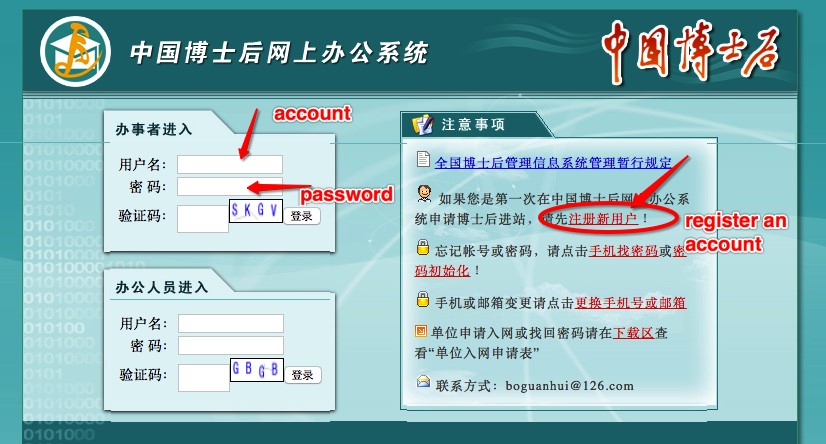 中国博士后网上办公系统
中国博士后
办事者进入
account
用户名：
密 码：
password
验证码：
SKGV
登录
办公人员进入
用户名：
密 码：
验证码：
GBGB
登录
注意事项
全国博士后管理信息系统管理暂行规定
如果您是第一次在中国博士后网上办公系
统申请博士后进站，请先注册新用户！
register an
account
忘记帐号或密码，请点击手机找密码或密
码初始化！
手机或邮箱变更请点击更换手机号或邮箱
单位申请入网或找回密码请在下载区查
看“单位入网申请表”
联系方式：boguanhui@126.com